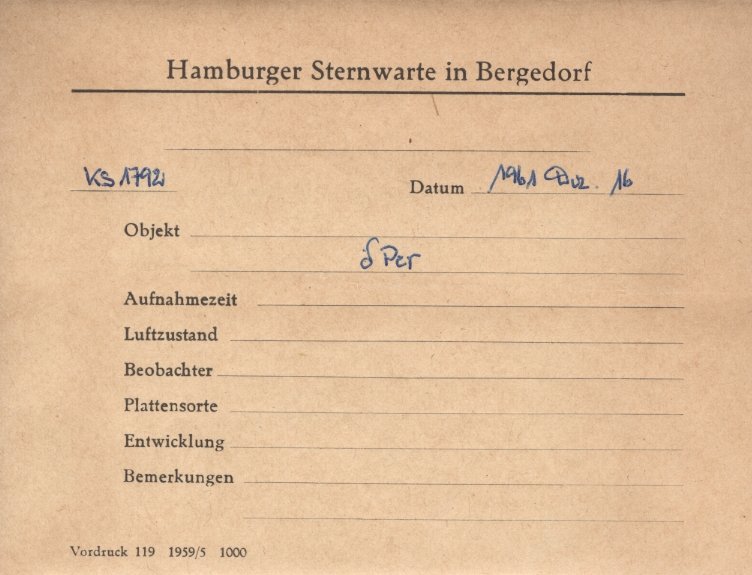 Hamburger Sternwarte in Bergedorf
KS 1792
Datum 1961 Dez. 16
Objekt
δ Per
Aufnahmezeit
Luftzustand
Beobachter
Plattensorte
Entwicklung
Bemerkungen
Vordruck 119 1959/5 1000